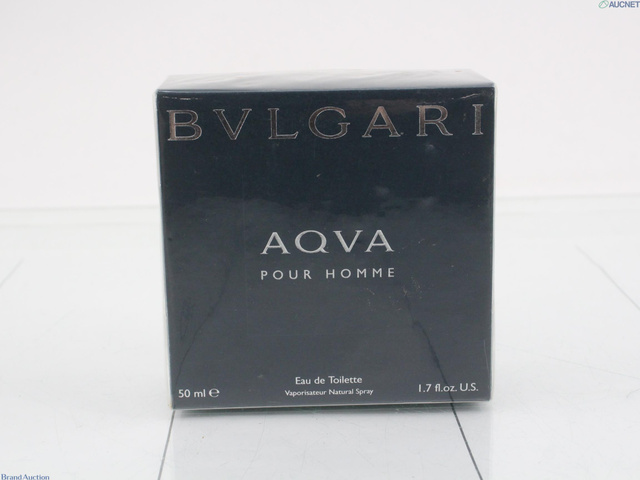 AUCNET
BVLGARI
AQVA
POUR HOMME
Eau de Toilette
50 ml ℮ Vaporisateur Natural Spray 1.7 fl.oz. U.S.
Brand Auction